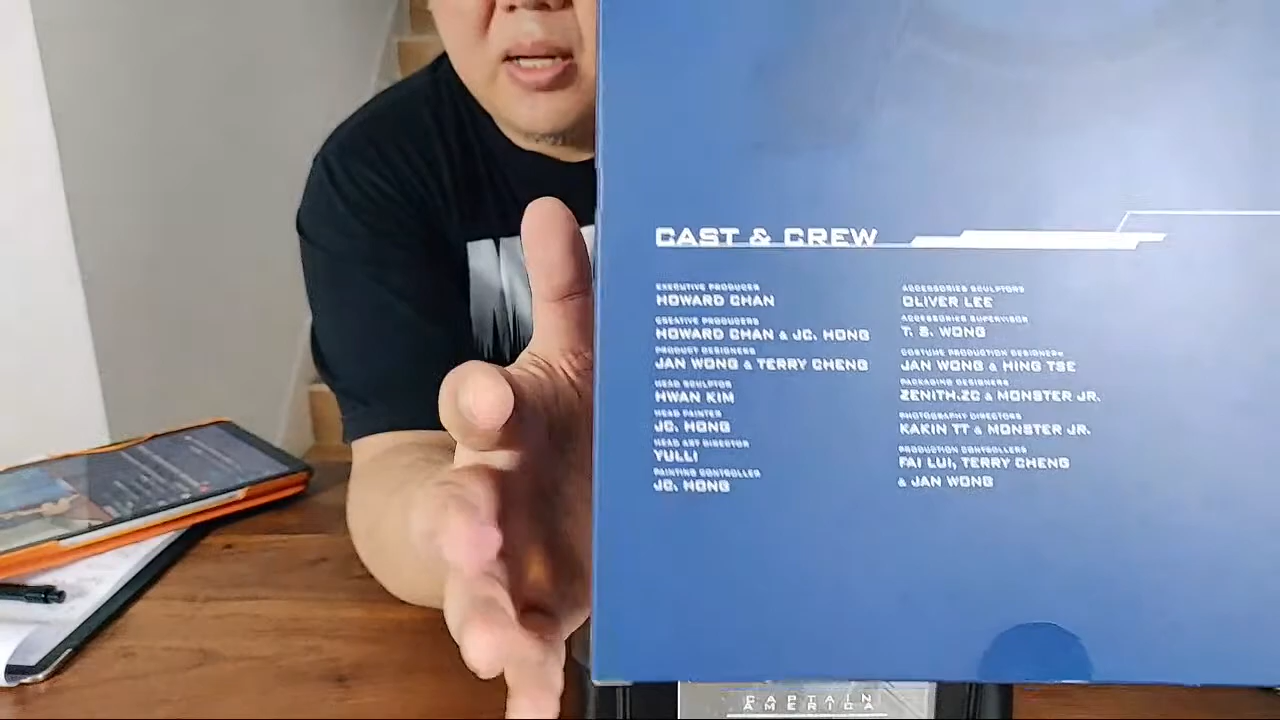 CAST & CREW
EXECUTIVE PRODUCER
HOWARD CHAN
CREATIVE PRODUCERS
HOWARD CHAN & JC. HONG
PRODUCT DESIGNERS
JAN WONG & TERRY CHENG
HEAD SCULPTOR
HWAN KIM
HEAD PAINTER
JC. HONG
HEAD ART DIRECTOR
YULLI
PAINTING CONTROLLER
JC. HONG
ACCESSORIES SCULPTORS
OLIVER LEE
ACCESSORIES SUPERVISOR
T. S. WONG
COSTUME PRODUCTION DESIGNERS
JAN WONG & HING TSE
PACKAGING DESIGNERS
ZENITH.ZC & MONSTER JR.
PHOTOGRAPHY DIRECTORS
KAKIN TT & MONSTER JR.
PRODUCTION CONTROLLERS
FAI LUI, TERRY CHENG
& JAN WONG
CAPTAIN
AMERICA